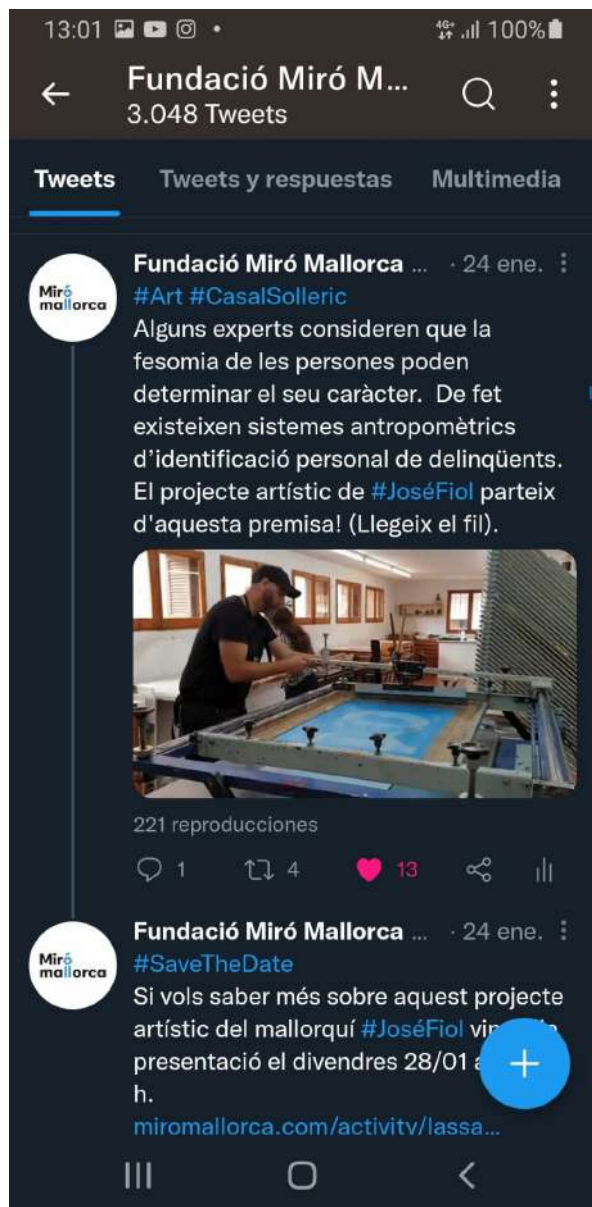 13:01 4G+ 100%
Fundació Miró M...
3.048 Tweets
Tweets Tweets y respuestas Multimedia
Miró
mallorca
Fundació Miró Mallorca ... · 24 ene.
#Art #CasalSolleric
Alguns experts consideren que la
fesomia de les persones poden
determinar el seu caràcter. De fet
existeixen sistemes antropomètrics
d'identificació personal de delinqüents.
El projecte artístic de #JoséFiol parteix
d'aquesta premisa! (Llegeix el fil).
221 reproducciones
1 4 13
Miró
mallorca
Fundació Miró Mallorca ... · 24 ene.
#SaveTheDate
Si vols saber més sobre aquest projecte
artístic del mallorquí #JoséFiol
presentació el divendres 28/01
h.
miromallorca.com/activity/lassa...